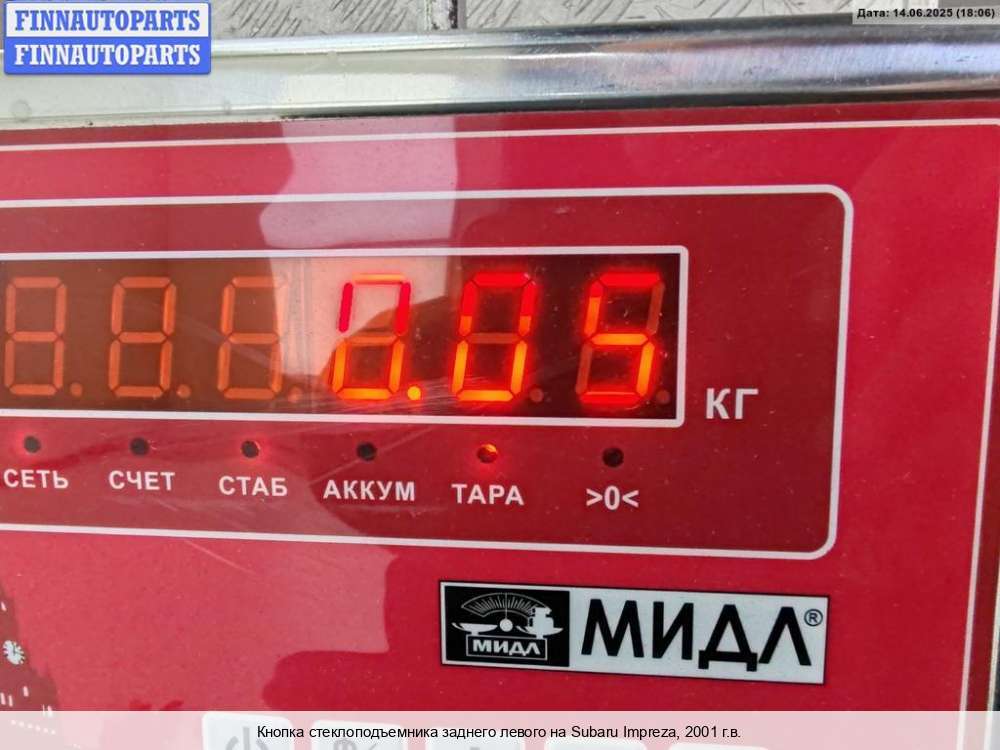 FINNAUTOPARTS
FINNAUTOPARTS
Дата: 14.06.2025 (18:06)
0.05
КГ
СЕТЬ СЧЕТ СТАБ АККУМ ТАРА >0<
МИДЛ
МИДЛ®
Кнопка стеклоподъемника заднего левого на Subaru Impreza, 2001 г.в.